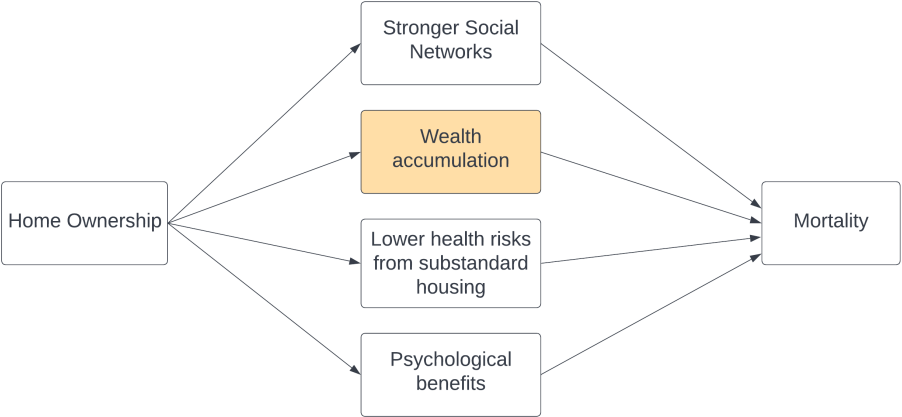 Stronger Social
Networks
Wealth
accumulation
Home Ownership
Mortality
Lower health risks
from substandard
housing
Psychological
benefits